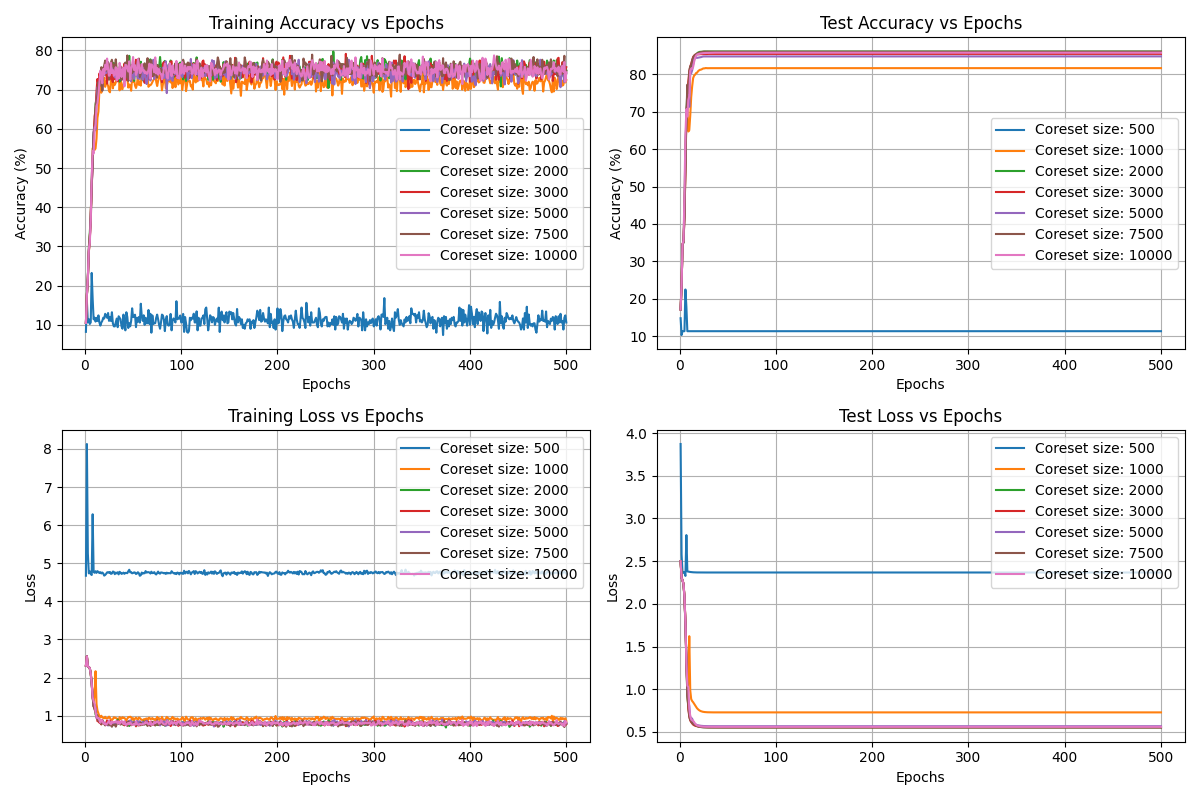 Training Accuracy vs Epochs
Accuracy (%)
80
70
60
50
40
30
20
10
0
100
200
300
400
500
Epochs
Coreset size: 500
Coreset size: 1000
Coreset size: 2000
Coreset size: 3000
Coreset size: 5000
Coreset size: 7500
Coreset size: 10000
Test Accuracy vs Epochs
Accuracy (%)
80
70
60
50
40
30
20
10
0
100
200
300
400
500
Epochs
Coreset size: 500
Coreset size: 1000
Coreset size: 2000
Coreset size: 3000
Coreset size: 5000
Coreset size: 7500
Coreset size: 10000
Training Loss vs Epochs
Loss
8
7
6
5
4
3
2
1
0
100
200
300
400
500
Epochs
Coreset size: 500
Coreset size: 1000
Coreset size: 2000
Coreset size: 3000
Coreset size: 5000
Coreset size: 7500
Coreset size: 10000
Test Loss vs Epochs
Loss
4.0
3.5
3.0
2.5
2.0
1.5
1.0
0.5
0
100
200
300
400
500
Epochs
Coreset size: 500
Coreset size: 1000
Coreset size: 2000
Coreset size: 3000
Coreset size: 5000
Coreset size: 7500
Coreset size: 10000